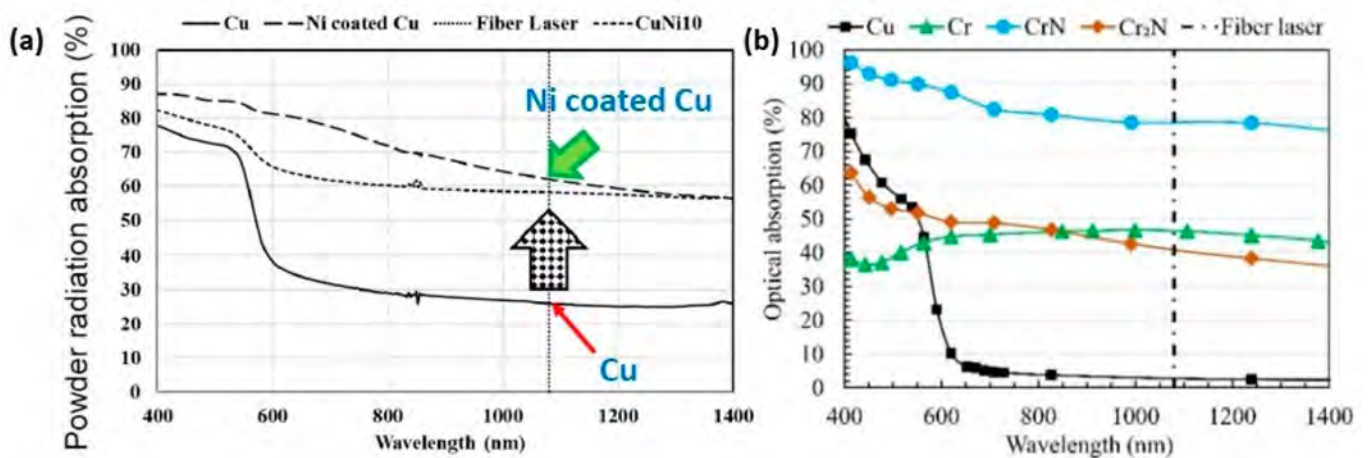 (a)
Cu Ni coated Cu Fiber Laser CuNi10
Powder radiation absorption (%)
100
90
80
70
60
50
40
30
20
10
0
Ni coated Cu
Cu
400 600 800 1000 1200 1400
Wavelength (nm)
(b)
Cu Cr CrN Cr₂N Fiber laser
Optical absorption (%)
100
90
80
70
60
50
40
30
20
10
0
400 600 800 1000 1200 1400
Wavelength (nm)